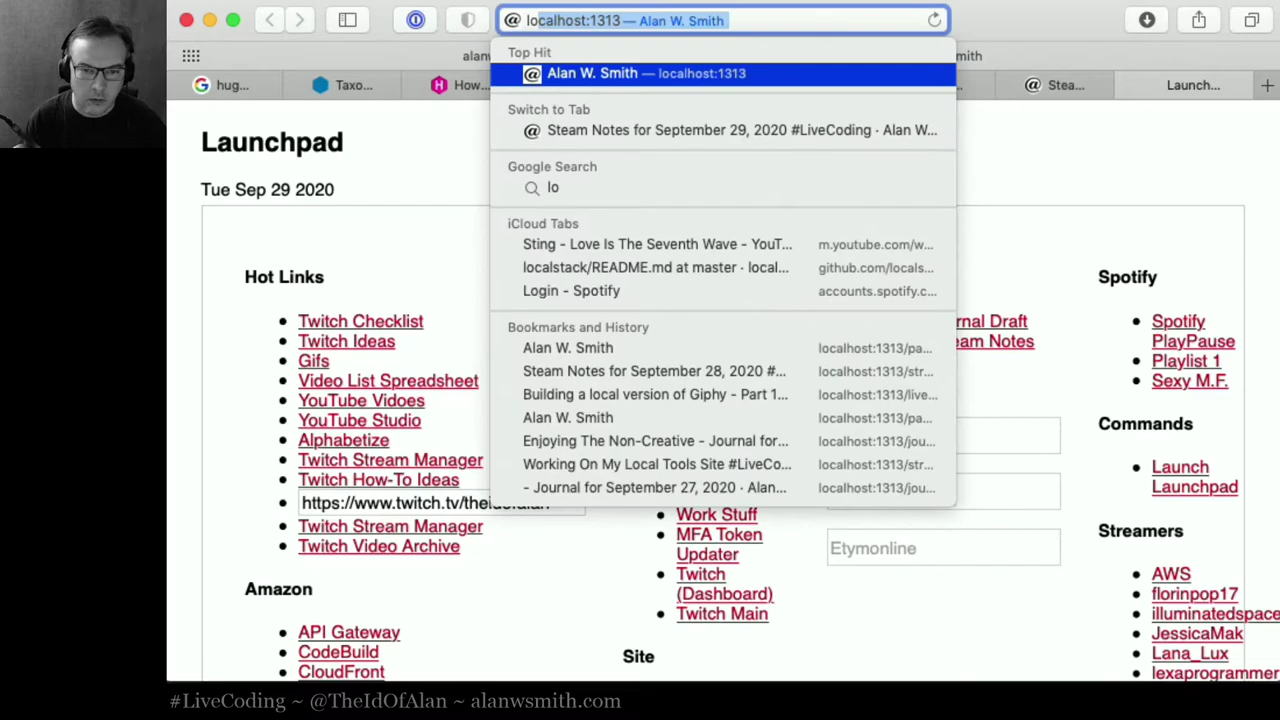 @ localhost:1313 — Alan W. Smith
alanw
mith
Top Hit
@ Alan W. Smith — localhost:1313
G hug...
Taxo...
H How...
@ Stea...
Launch...
Switch to Tab
@ Steam Notes for September 29, 2020 #LiveCoding · Alan W...
Google Search
lo
iCloud Tabs
Sting - Love Is The Seventh Wave - YouT... m.youtube.com/w...
localstack/README.md at master · local... github.com/locals...
Login - Spotify accounts.spotify.c...
Bookmarks and History
Alan W. Smith localhost:1313/pa...
Steam Notes for September 28, 2020 #... localhost:1313/str...
Building a local version of Giphy - Part 1... localhost:1313/live...
Alan W. Smith localhost:1313/pa...
Enjoying The Non-Creative - Journal for... localhost:1313/jou...
Working On My Local Tools Site #LiveCo... localhost:1313/str...
- Journal for September 27, 2020 · Alan... localhost:1313/jou...
Launchpad
Tue Sep 29 2020
Hot Links
Twitch Checklist
Twitch Ideas
Gifs
Video List Spreadsheet
YouTube Vidoes
YouTube Studio
Alphabetize
Twitch Stream Manager
Twitch How-To Ideas
https://www.twitch.tv/theidofalan
Twitch Stream Manager
Twitch Video Archive
Amazon
API Gateway
CodeBuild
CloudFront
Work Stuff
MFA Token
Updater
Twitch
(Dashboard)
Twitch Main
Site
rnal Draft
eam Notes
Etymonline
Spotify
Spotify
PlayPause
Playlist 1
Sexy M.F.
Commands
Launch
Launchpad
Streamers
AWS
florinpop17
illuminatedspace
JessicaMak
Lana_Lux
lexaprogrammer
#LiveCoding ~ @TheIdOfAlan ~ alanwsmith.com